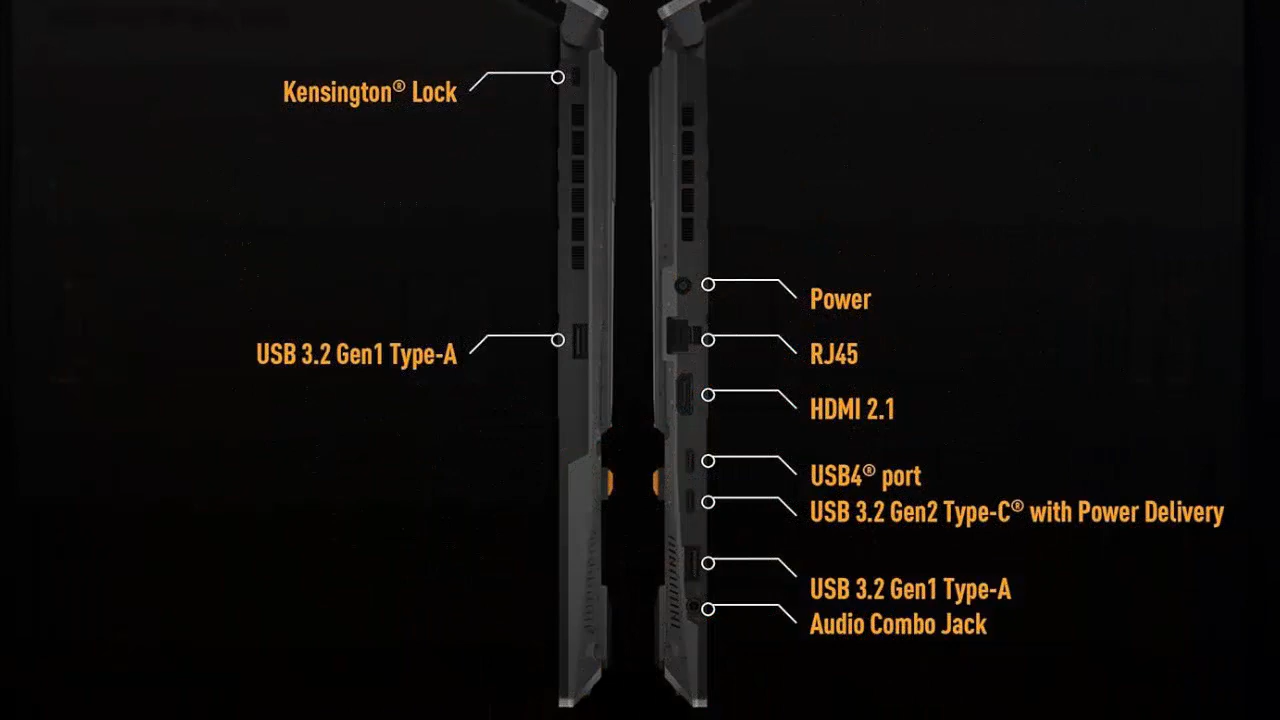 Kensington® Lock
USB 3.2 Gen1 Type-A
Power
RJ45
HDMI 2.1
USB4® port
USB 3.2 Gen2 Type-C® with Power Delivery
USB 3.2 Gen1 Type-A
Audio Combo Jack